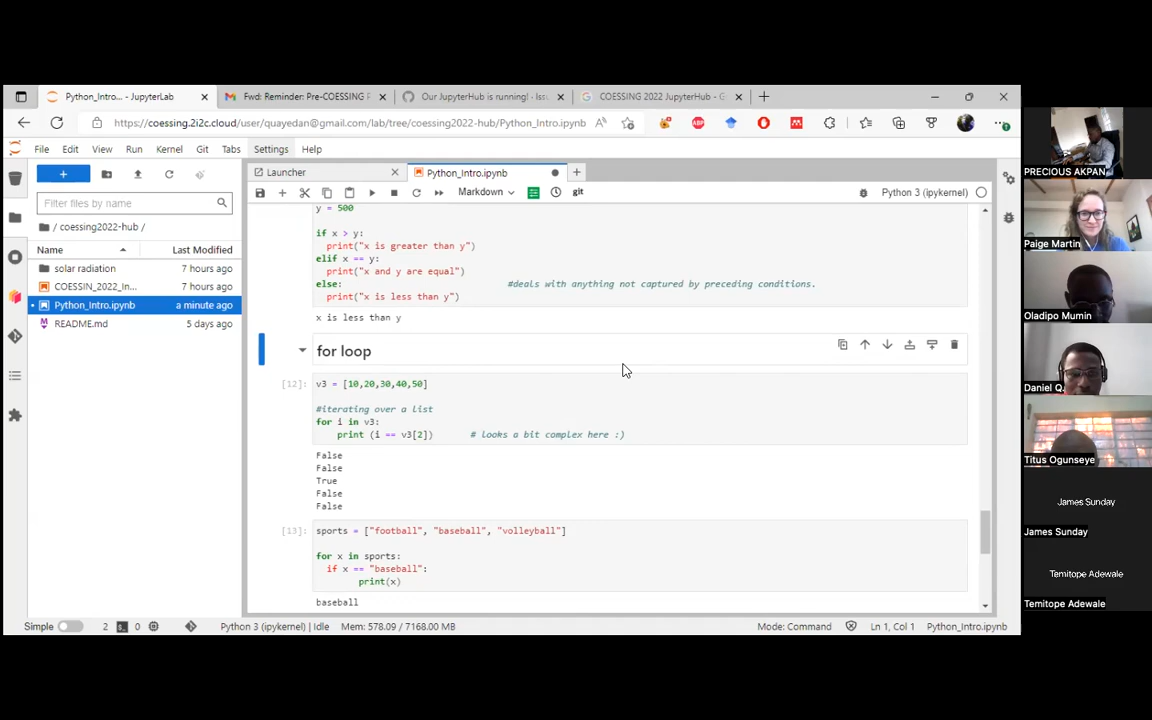 Python_Intro... - JupyterLab
Fwd: Reminder: Pre-COESSING F
Our JupyterHub is running! - Issu
COESSING 2022 JupyterHub - G
https://coessing.2i2c.cloud/user/quayedan@gmail.com/lab/tree/coessing2022-hub/Python_Intro.ipynb
File Edit View Run Kernel Git Tabs Settings Help
Launcher
Python_Intro.ipynb
Markdown
git
Python 3 (ipykernel)
Filter files by name
/ coessing2022-hub /
Name Last Modified
solar radiation 7 hours ago
COESSIN_2022_In... 7 hours ago
Python_Intro.ipynb a minute ago
README.md 5 days ago
y = 500
if x > y:
print("x is greater than y")
elif x == y:
print("x and y are equal")
else: #deals with anything not captured by preceding conditions.
print("x is less than y")
x is less than y
for loop
[12]: v3 = [10,20,30,40,50]
#iterating over a list
for i in v3:
print (i == v3[2]) # looks a bit complex here :)
False
False
True
False
False
[13]: sports = ["football", "baseball", "volleyball"]
for x in sports:
if x == "baseball":
print(x)
baseball
Simple 2 0 Python 3 (ipykernel) | Idle Mem: 578.09 / 7168.00 MB Mode: Command Ln 1, Col 1 Python_Intro.ipynb
PRECIOUS AKPAN
Paige Martin
Oladipo Mumin
Daniel Q.
Titus Ogunseye
James Sunday
James Sunday
Temitope Adewale
Temitope Adewale